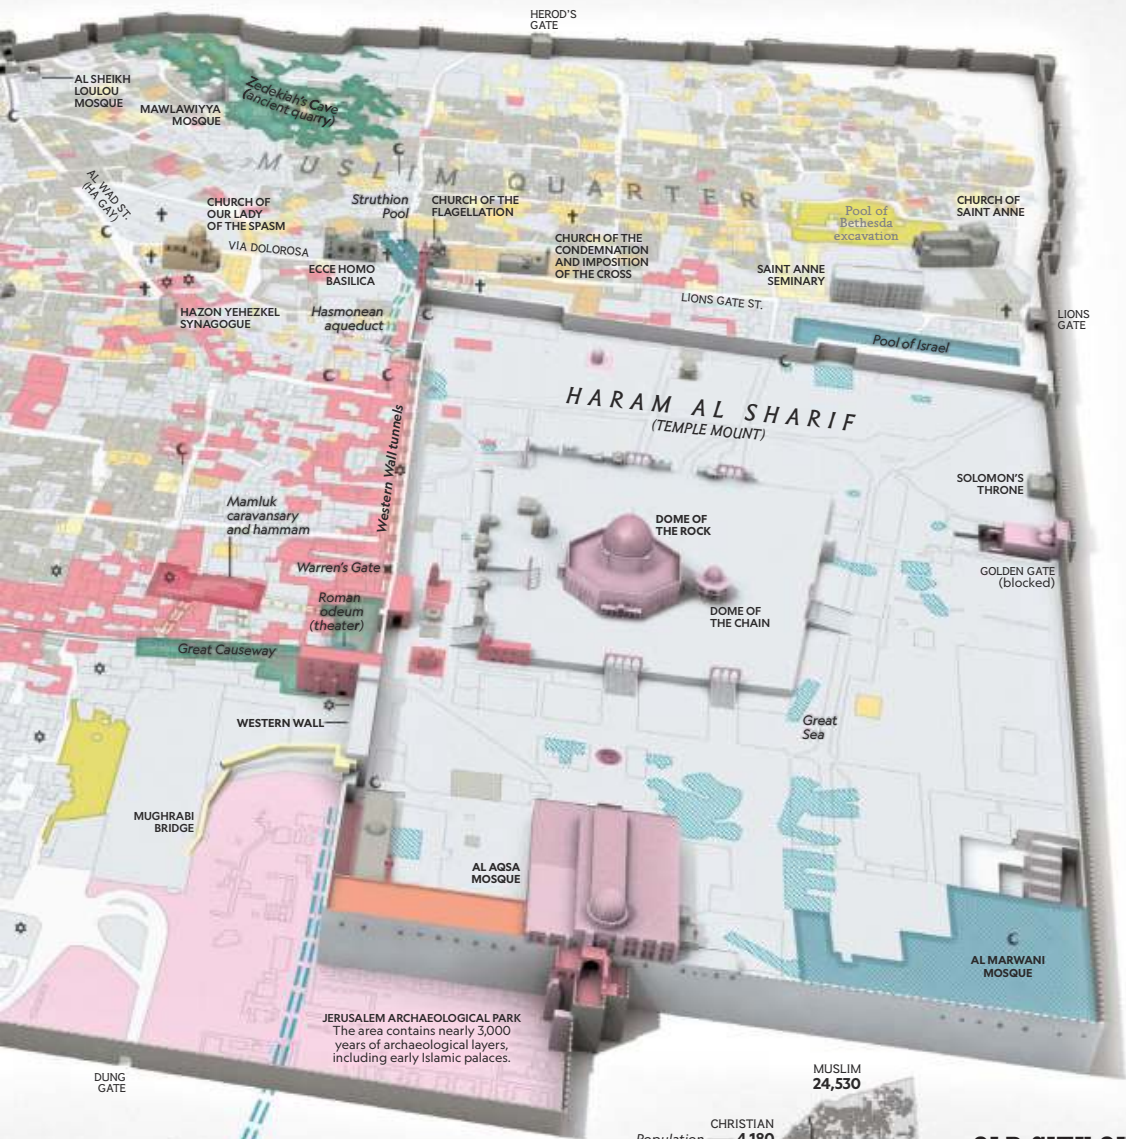 HEROD'S
GATE
AL SHEIKH
LOULOU
MOSQUE
MAWLAWIYYA
MOSQUE
Zedekiah's Cave
(ancient quarry)
MUSLIM QUARTER
AL WAD ST.
(HA GAY)
CHURCH OF
OUR LADY
OF THE SPASM
VIA DOLOROSA
Struthion
Pool
CHURCH OF THE
FLAGELLATION
ECCE HOMO
BASILICA
CHURCH OF THE
CONDEMNATION
AND IMPOSITION
OF THE CROSS
Pool of
Bethesda
excavation
CHURCH OF
SAINT ANNE
SAINT ANNE
SEMINARY
LIONS GATE ST.
LIONS
GATE
HAZON YEHEZKEL
SYNAGOGUE
Hasmonean
aqueduct
Pool of Israel
HARAM AL SHARIF
(TEMPLE MOUNT)
Western Wall tunnels
SOLOMON'S
THRONE
Mamluk
caravansary
and hammam
DOME OF
THE ROCK
GOLDEN GATE
(blocked)
Warren's Gate
Roman
odeum
(theater)
DOME OF
THE CHAIN
Great Causeway
WESTERN WALL
Great
Sea
MUGHRABI
BRIDGE
AL AQSA
MOSQUE
AL MARWANI
MOSQUE
JERUSALEM ARCHAEOLOGICAL PARK
The area contains nearly 3,000
years of archaeological layers,
including early Islamic palaces.
DUNG
GATE
MUSLIM
24,530
CHRISTIAN
Population 4,180